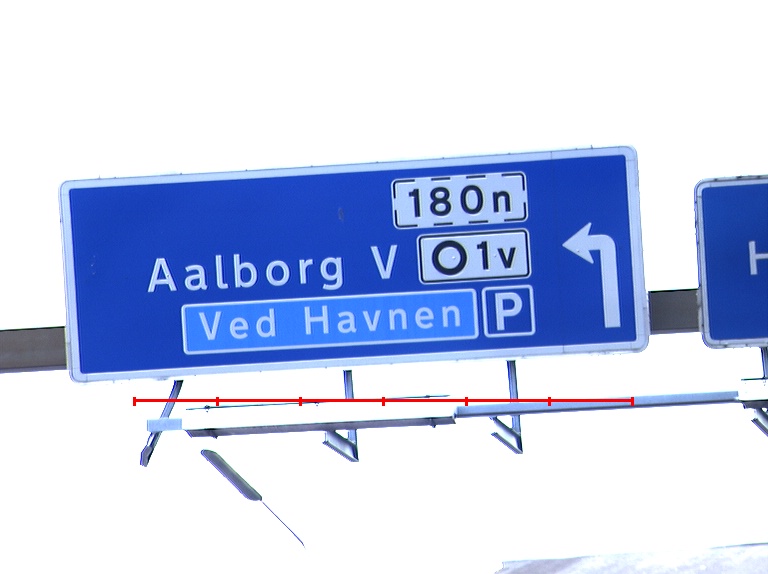 180n
Aalborg V O1v
Ved Havnen P
H